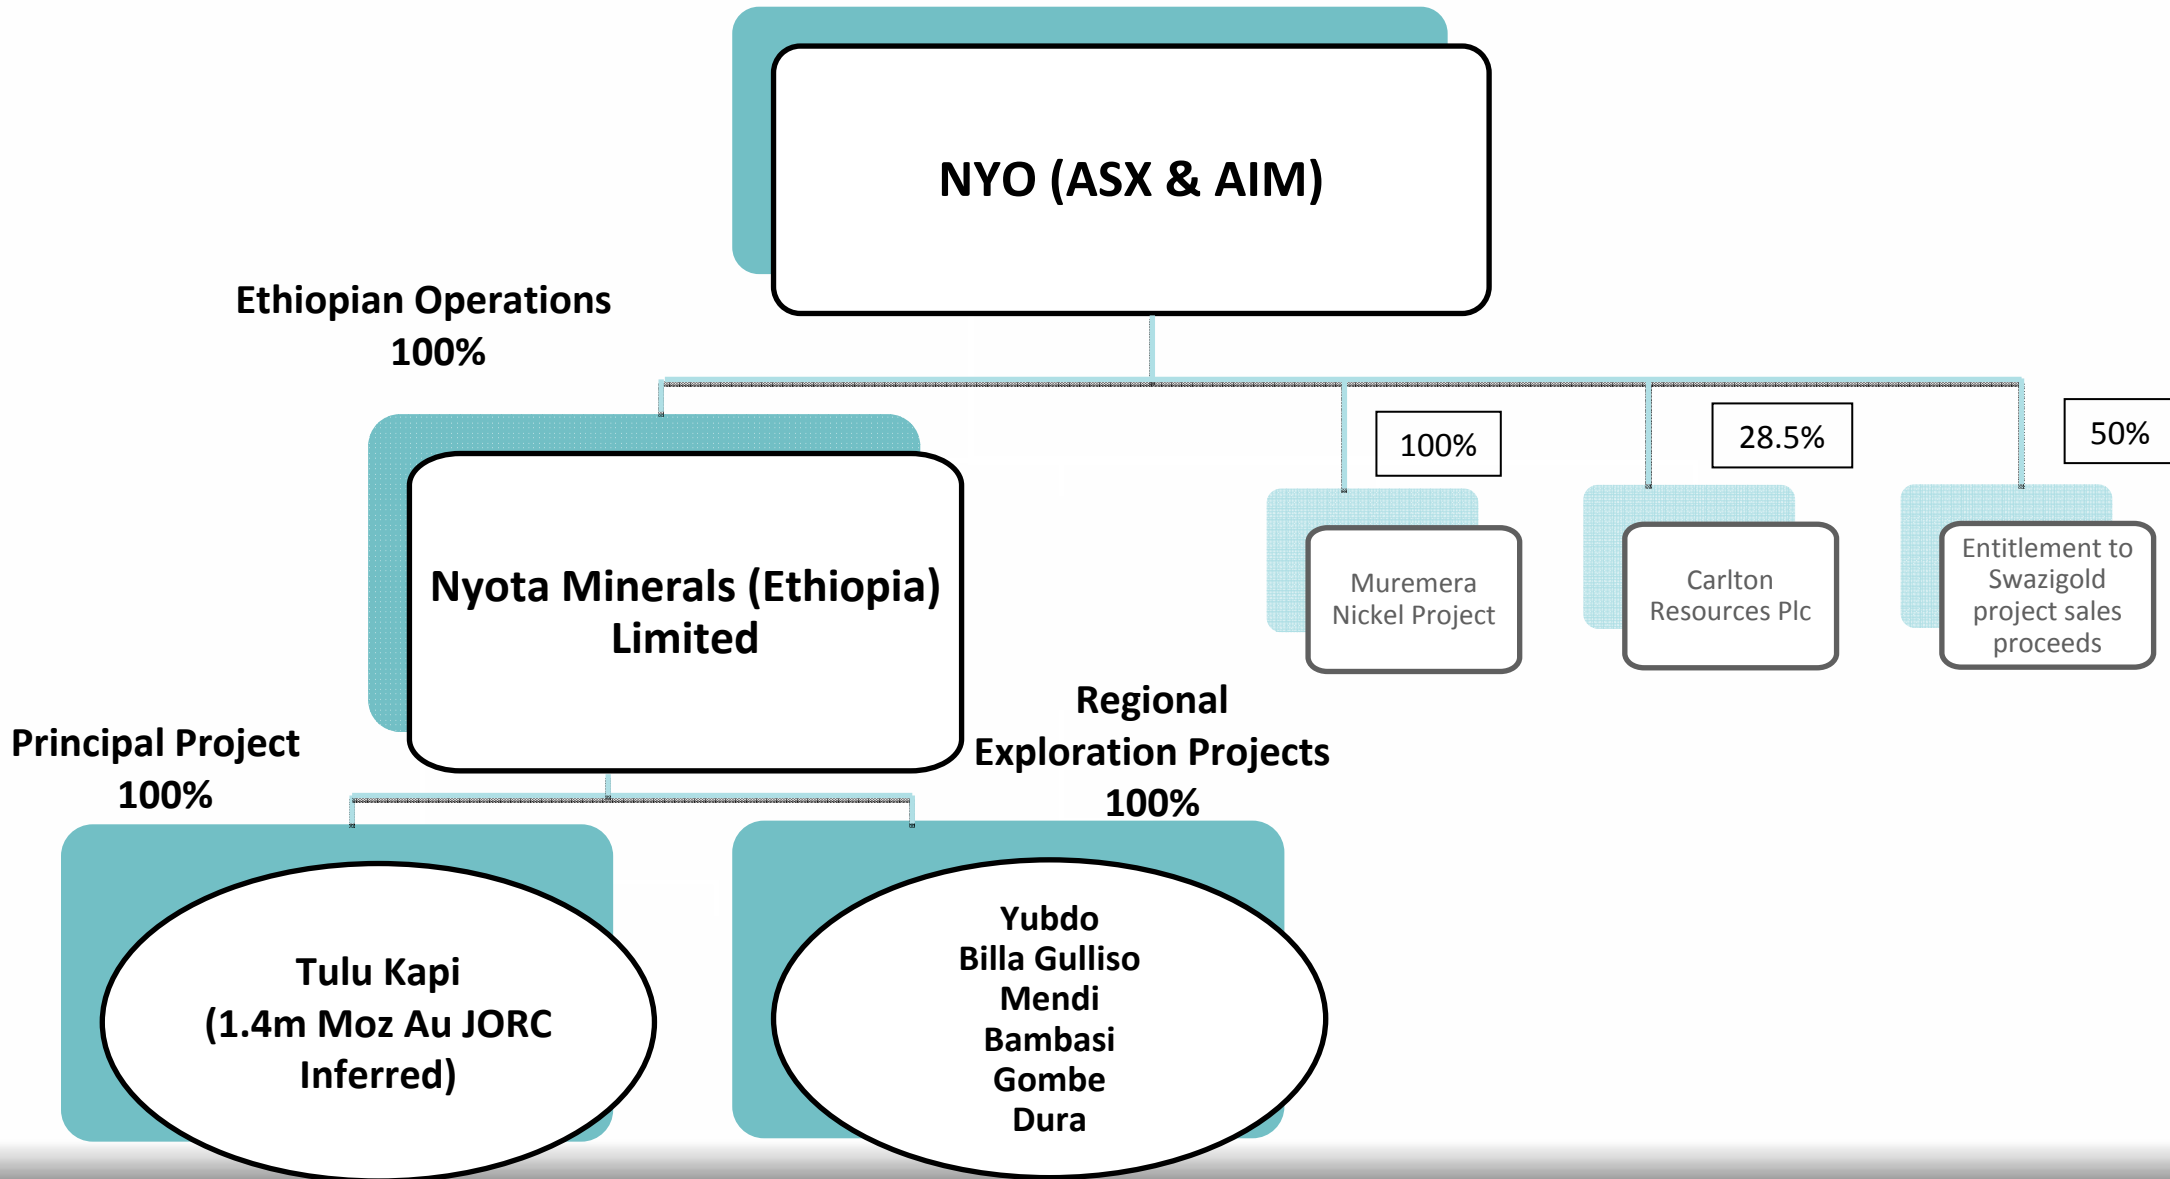 NYO (ASX & AIM)
Ethiopian Operations
100%
100%
28.5%
50%
Nyota Minerals (Ethiopia)
Limited
Muremera
Nickel Project
Carlton
Resources Plc
Entitlement to
Swazigold
project sales
proceeds
Principal Project
100%
Regional
Exploration Projects
100%
Tulu Kapi
(1.4m Moz Au JORC
Inferred)
Yubdo
Billa Gulliso
Mendi
Bambasi
Gombe
Dura